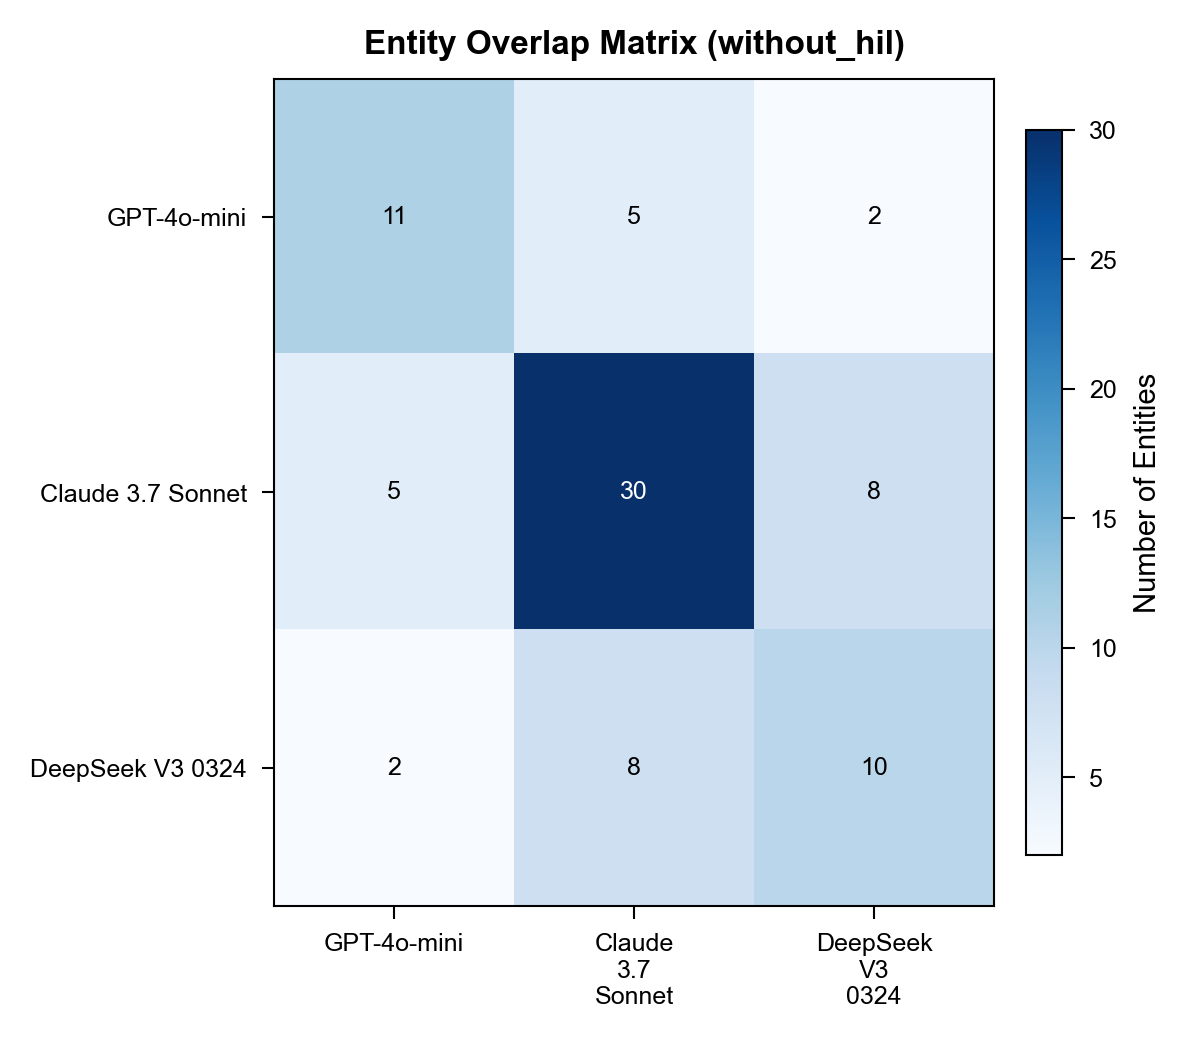 Entity Overlap Matrix (without_hil)
GPT-4o-mini
11
5
2
Claude 3.7 Sonnet
5
30
8
DeepSeek V3 0324
2
8
10
GPT-4o-mini
Claude
3.7
Sonnet
DeepSeek
V3
0324
30
25
20
15
10
5
Number of Entities